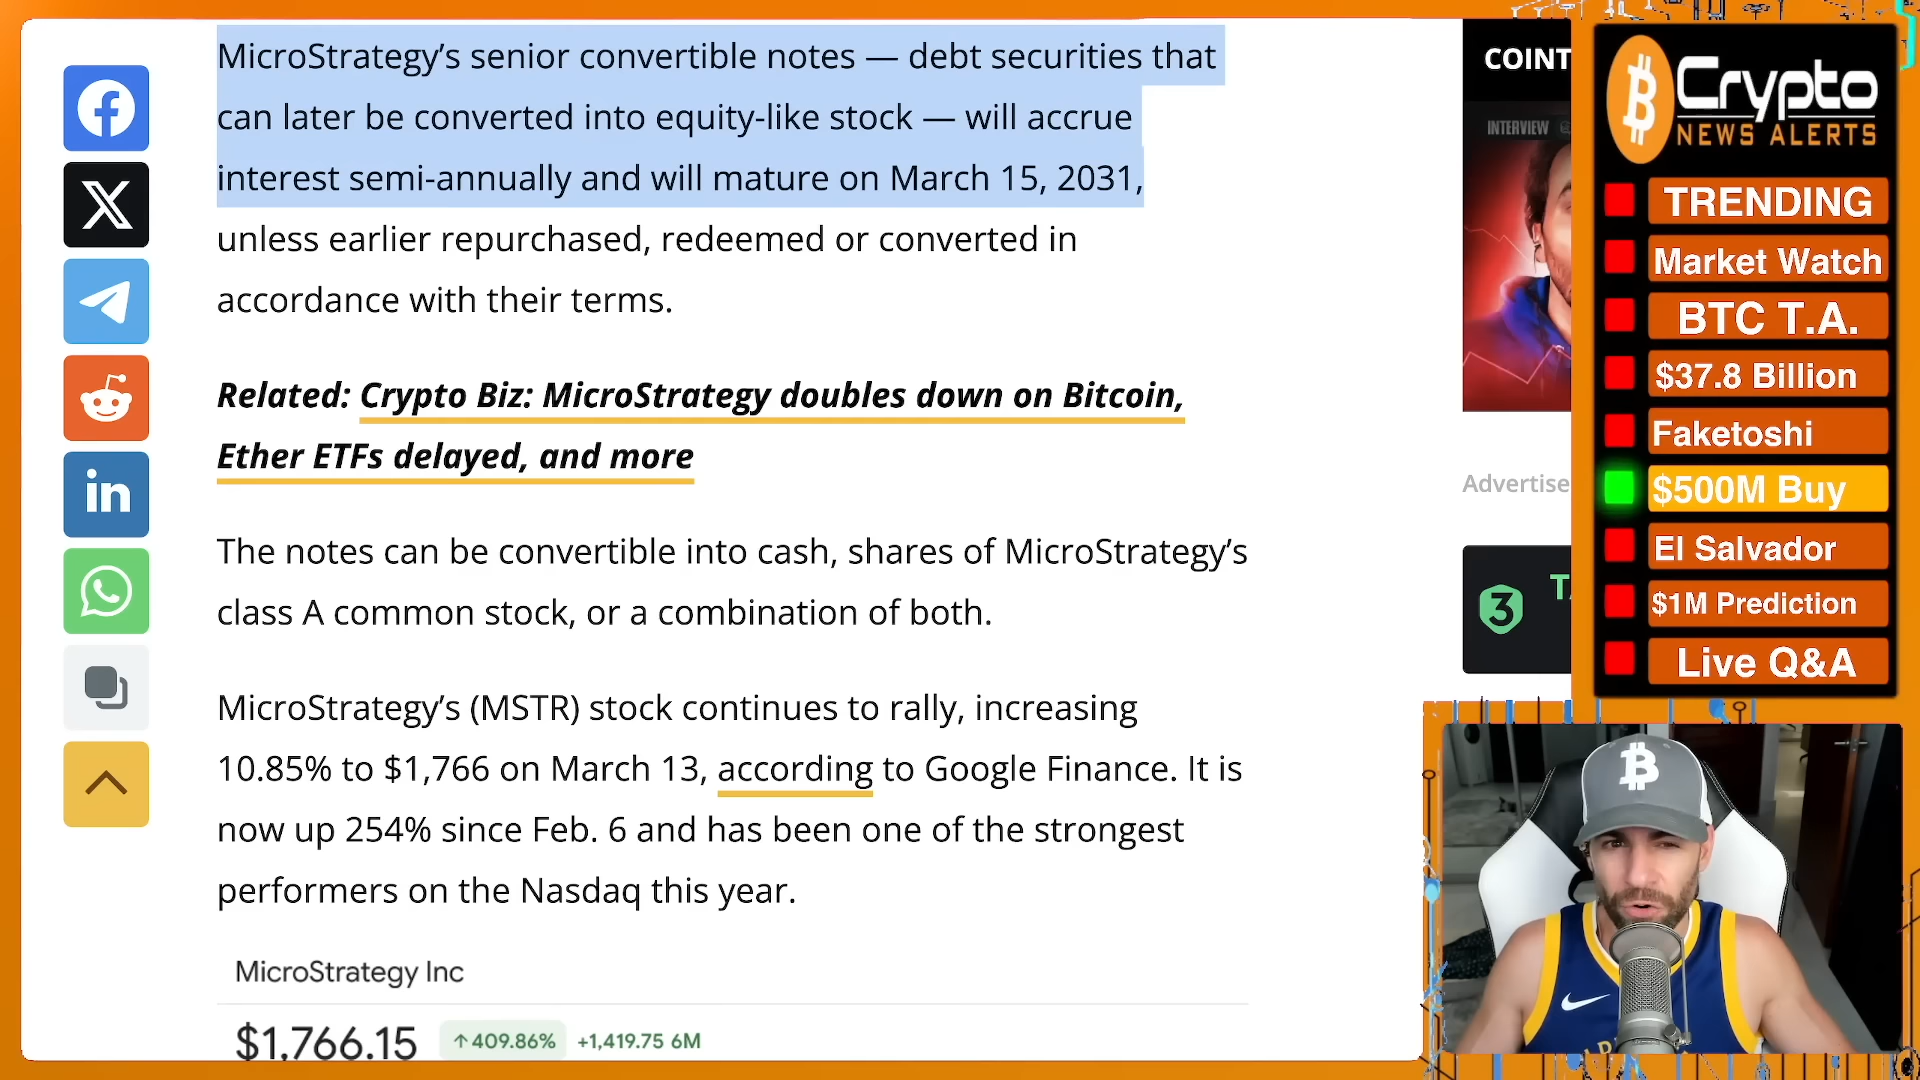 MicroStrategy’s senior convertible notes — debt securities that
can later be converted into equity-like stock — will accrue
interest semi-annually and will mature on March 15, 2031,
unless earlier repurchased, redeemed or converted in
accordance with their terms.
Related: Crypto Biz: MicroStrategy doubles down on Bitcoin,
Ether ETFs delayed, and more
The notes can be convertible into cash, shares of MicroStrategy’s
class A common stock, or a combination of both.
MicroStrategy’s (MSTR) stock continues to rally, increasing
10.85% to $1,766 on March 13, according to Google Finance. It is
now up 254% since Feb. 6 and has been one of the strongest
performers on the Nasdaq this year.
MicroStrategy Inc
$1,766.15 ↑409.86% +1,419.75 6M
COINT
INTERVIEW
Advertise
3
Crypto
NEWS ALERTS
TRENDING
Market Watch
BTC T.A.
$37.8 Billion
Faketoshi
$500M Buy
El Salvador
$1M Prediction
Live Q&A